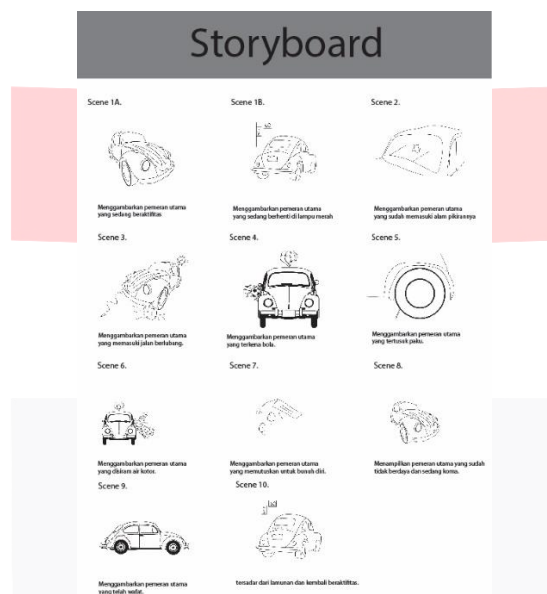 Storyboard
Scene 1A.
Menggambarkan pemeran utama
yang sedang beraktifitas
Scene 1B.
Menggambarkan pemeran utama
yang sedang berhenti di lampu merah
Scene 2.
Menggambarkan pemeran utama
yang sudah memasuki alam pikirannya
Scene 3.
Menggambarkan pemeran utama
yang memasuki jalan berlubang.
Scene 4.
Menggambarkan pemeran utama
yang terkena bola.
Scene 5.
Menggambarkan pemeran utama
yang tertusuk paku.
Scene 6.
Menggambarkan pemeran utama
yang disiram air kotor.
Scene 7.
Menggambarkan pemeran utama
yang memutuskan untuk bunuh diri.
Scene 8.
Menampilkan pemeran utama yang sudah
tidak berdaya dan sedang koma.
Scene 9.
Menggambarkan pemeran utama
yang telah wafat.
Scene 10.
tersadar dari lamunan dan kembali beraktifitas.